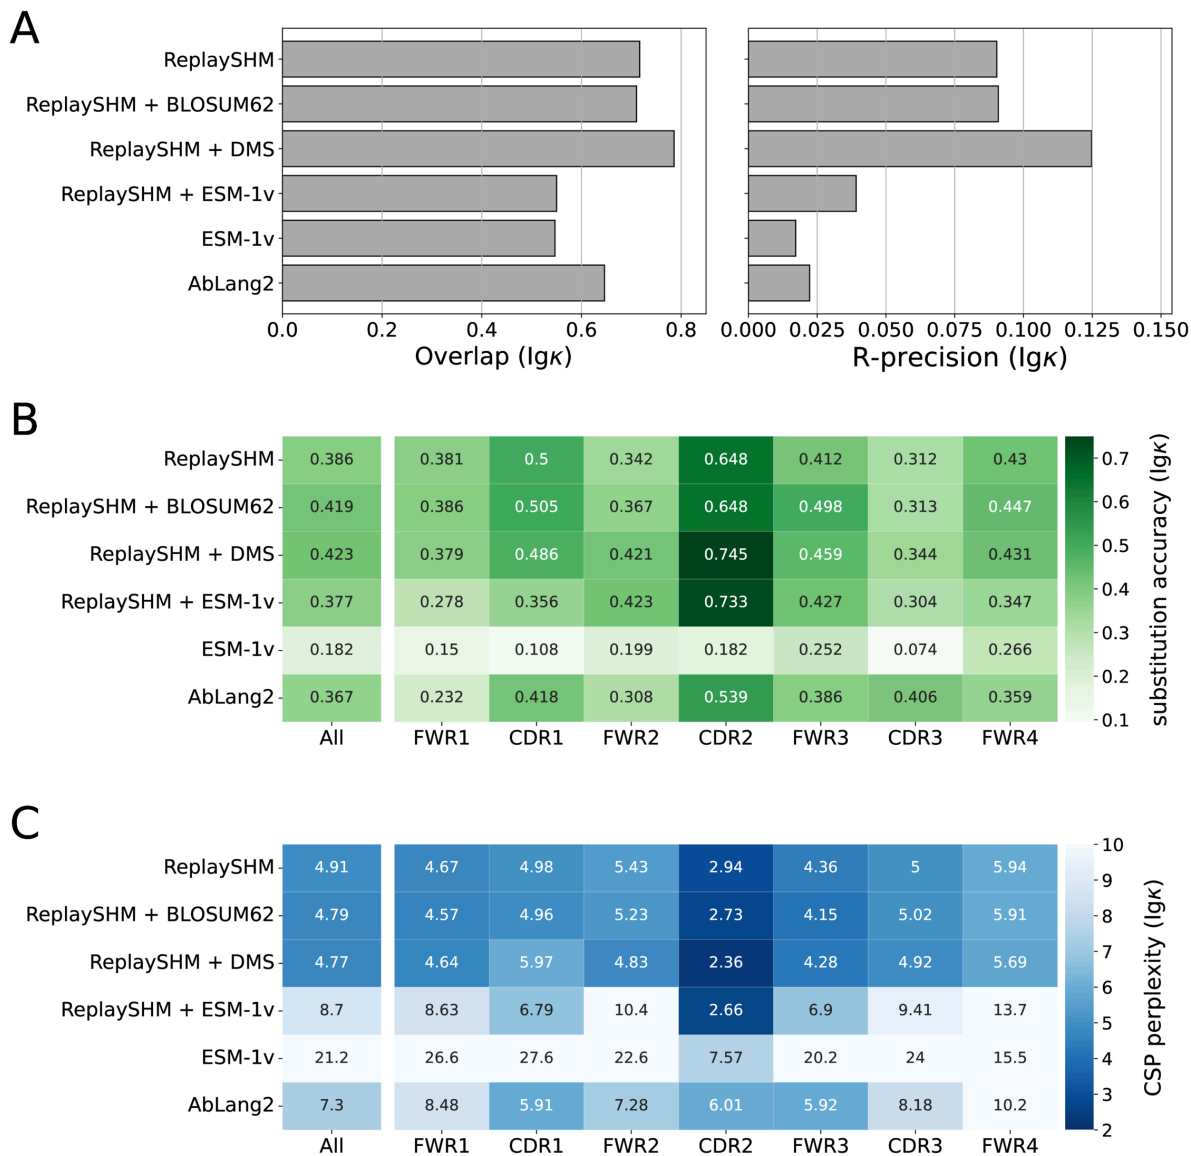 A
ReplaySHM
ReplaySHM + BLOSUM62
ReplaySHM + DMS
ReplaySHM + ESM-1v
ESM-1v
AbLang2
0.0 0.2 0.4 0.6 0.8
Overlap (Igκ)
0.000 0.025 0.050 0.075 0.100 0.125 0.150
R-precision (Igκ)
B
ReplaySHM 0.386 0.381 0.5 0.342 0.648 0.412 0.312 0.43
ReplaySHM + BLOSUM62 0.419 0.386 0.505 0.367 0.648 0.498 0.313 0.447
ReplaySHM + DMS 0.423 0.379 0.486 0.421 0.745 0.459 0.344 0.431
ReplaySHM + ESM-1v 0.377 0.278 0.356 0.423 0.733 0.427 0.304 0.347
ESM-1v 0.182 0.15 0.108 0.199 0.182 0.252 0.074 0.266
AbLang2 0.367 0.232 0.418 0.308 0.539 0.386 0.406 0.359
All FWR1 CDR1 FWR2 CDR2 FWR3 CDR3 FWR4
0.7
0.6
0.5
0.4
0.3
0.2
0.1
substitution accuracy (Igκ)
C
ReplaySHM 4.91 4.67 4.98 5.43 2.94 4.36 5 5.94
ReplaySHM + BLOSUM62 4.79 4.57 4.96 5.23 2.73 4.15 5.02 5.91
ReplaySHM + DMS 4.77 4.64 5.97 4.83 2.36 4.28 4.92 5.69
ReplaySHM + ESM-1v 8.7 8.63 6.79 10.4 2.66 6.9 9.41 13.7
ESM-1v 21.2 26.6 27.6 22.6 7.57 20.2 24 15.5
AbLang2 7.3 8.48 5.91 7.28 6.01 5.92 8.18 10.2
All FWR1 CDR1 FWR2 CDR2 FWR3 CDR3 FWR4
10
9
8
7
6
5
4
3
2
CSP perplexity (Igκ)